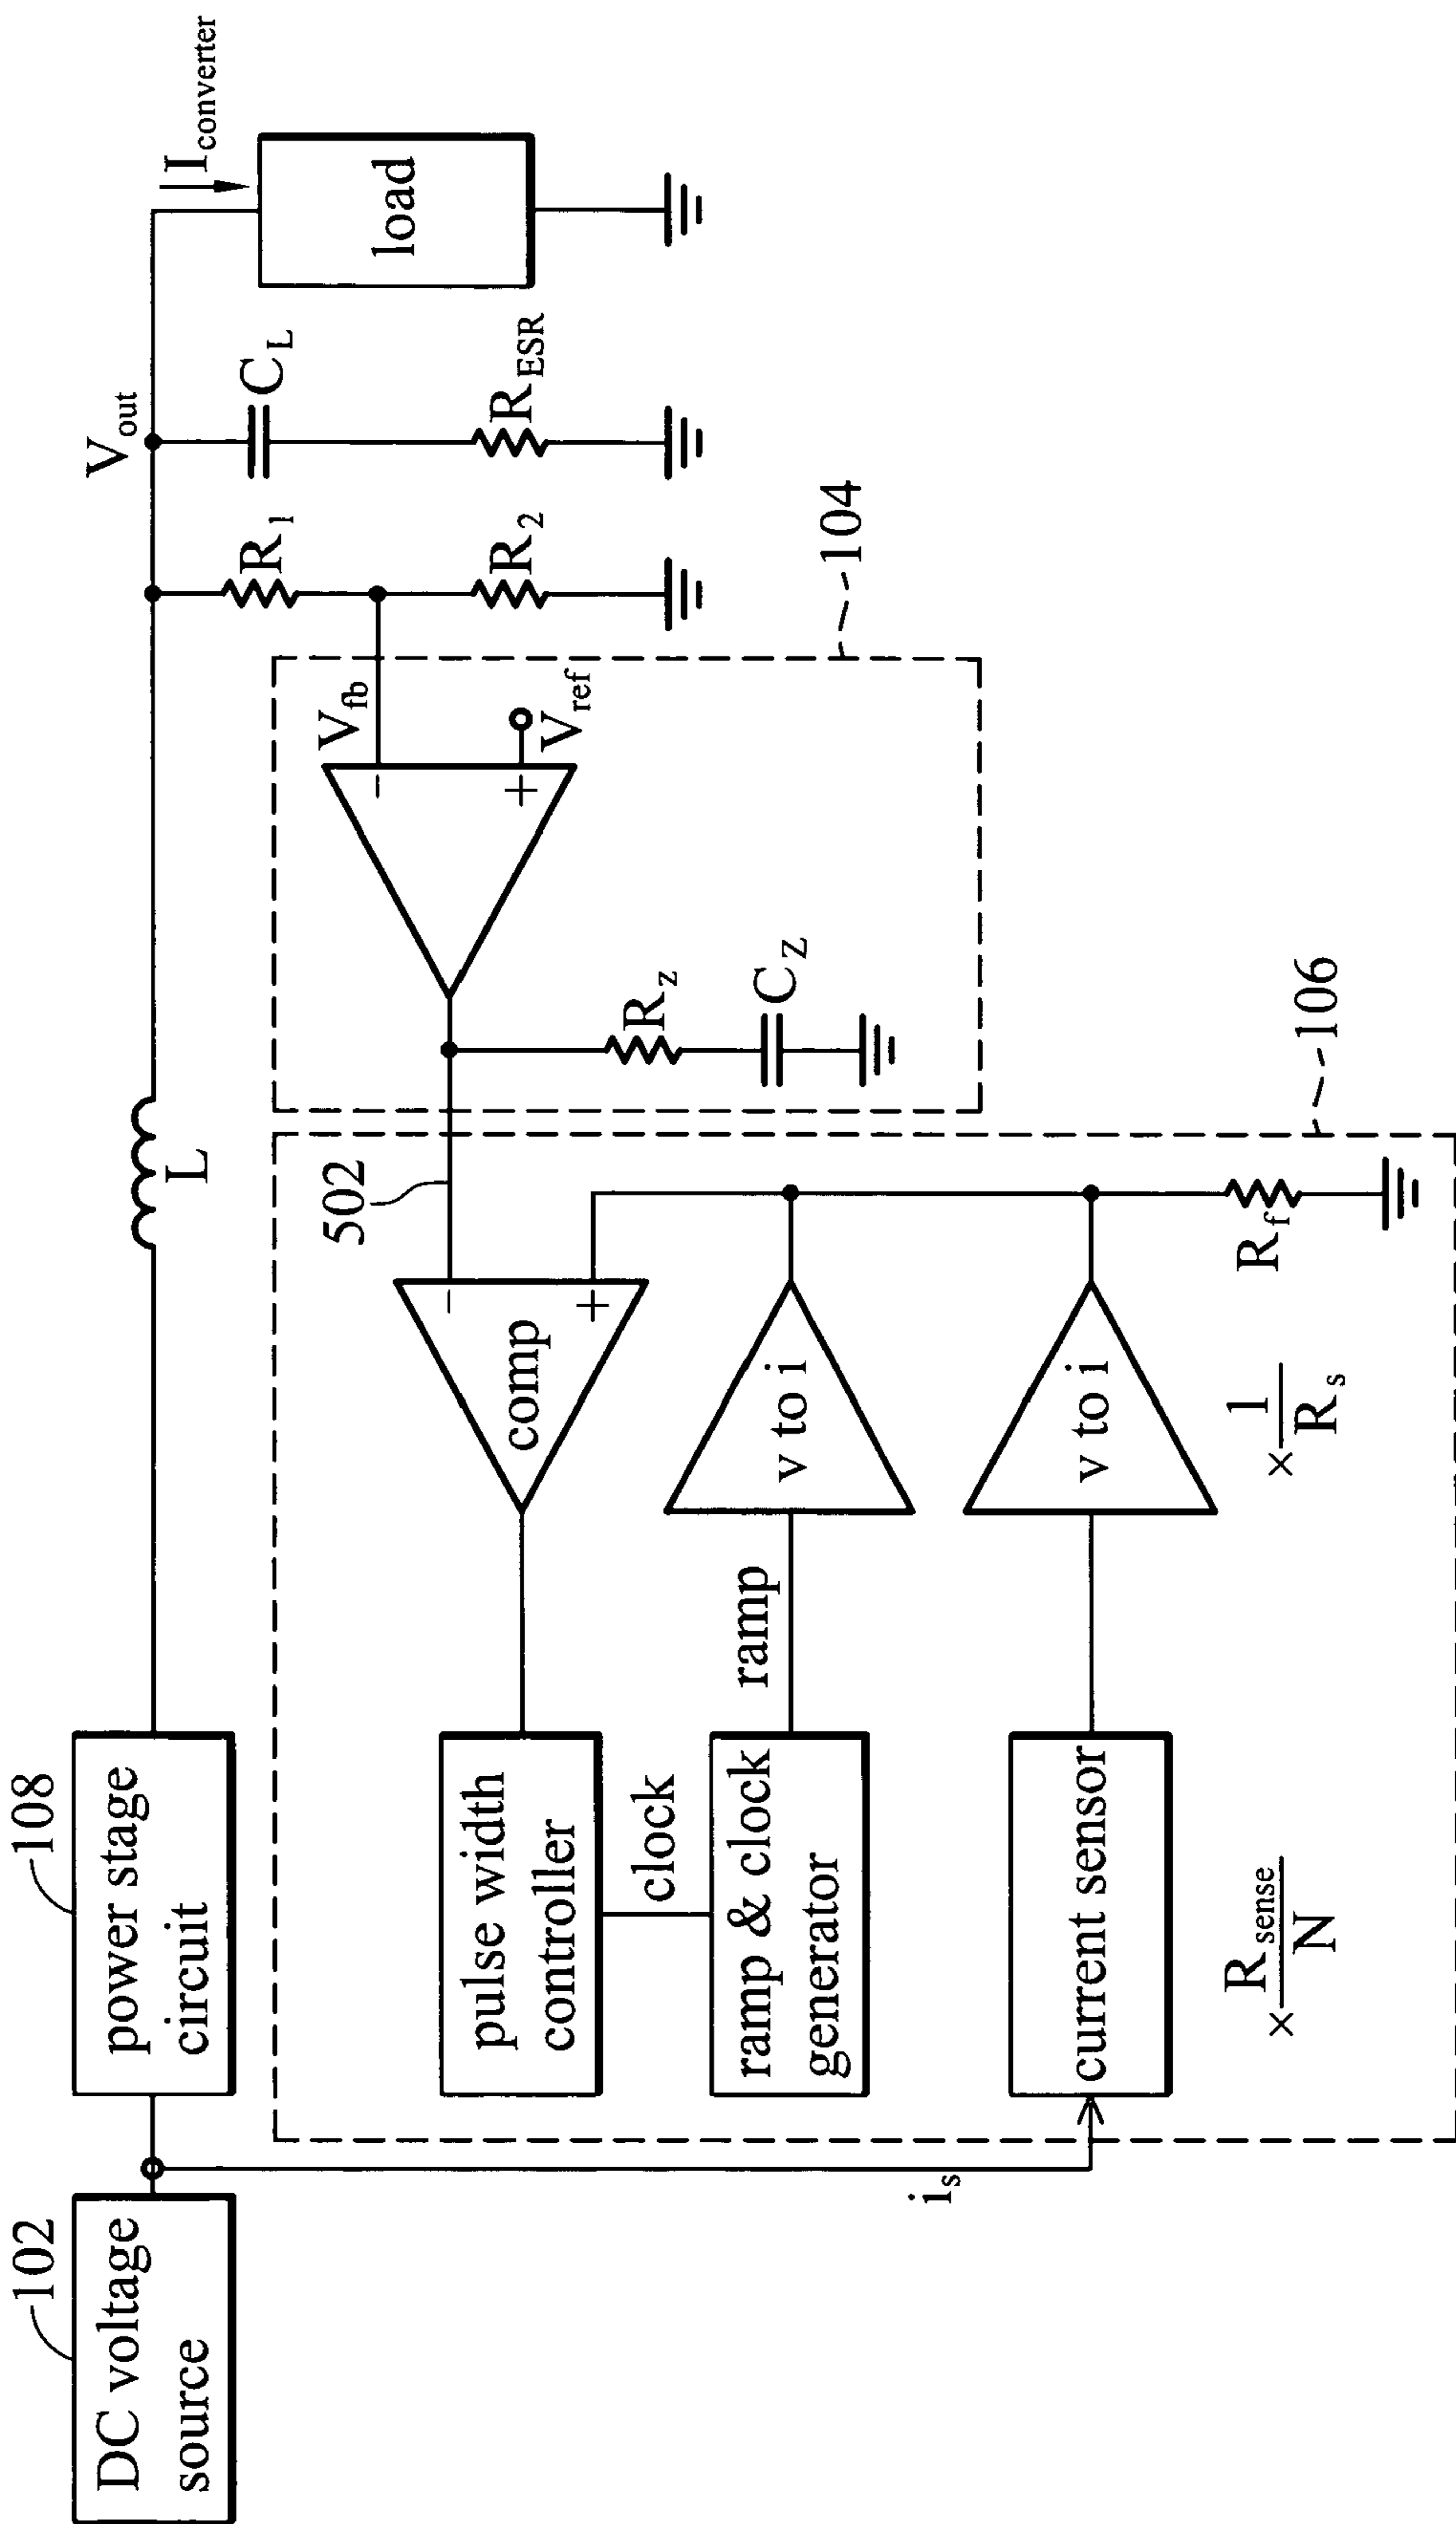 102
DC voltage
source
108
power stage
circuit
L
V_out
I_converter
load
C_L
R_ESR
R_1
R_2
104
V_fb
V_ref
-
+
R_z
C_Z
502
106
-
+
comp
pulse width
controller
clock
ramp & clock
generator
ramp
v to i
current sensor
v to i
i_s
× R_sense / N
× 1 / R_s
R_f